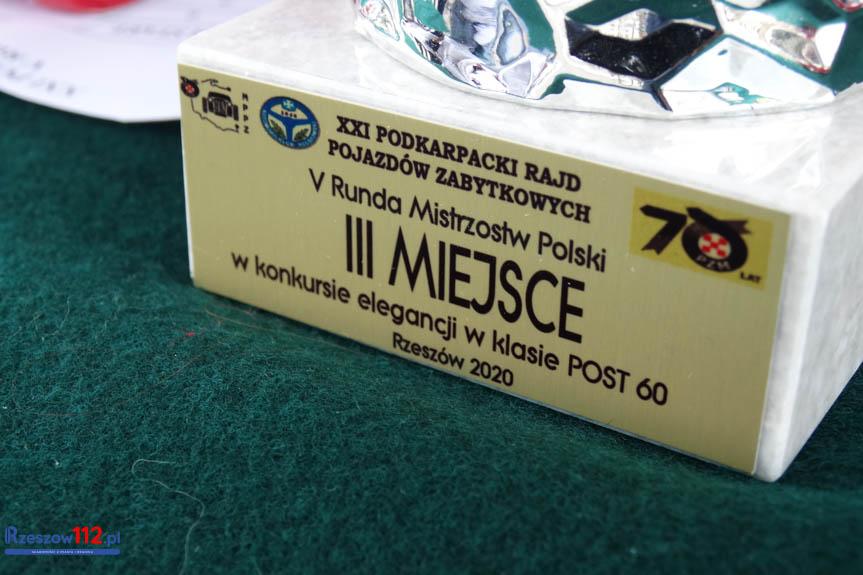 MPPZ
XXI PODKARPACKI RAJD
POJAZDÓW ZABYTKOWYCH
V Runda Mistrzostw Polski
III MIEJSCE
w konkursie elegancji w klasie POST 60
Rzeszów 2020
70
PZM
LAT
Rzeszow112.pl